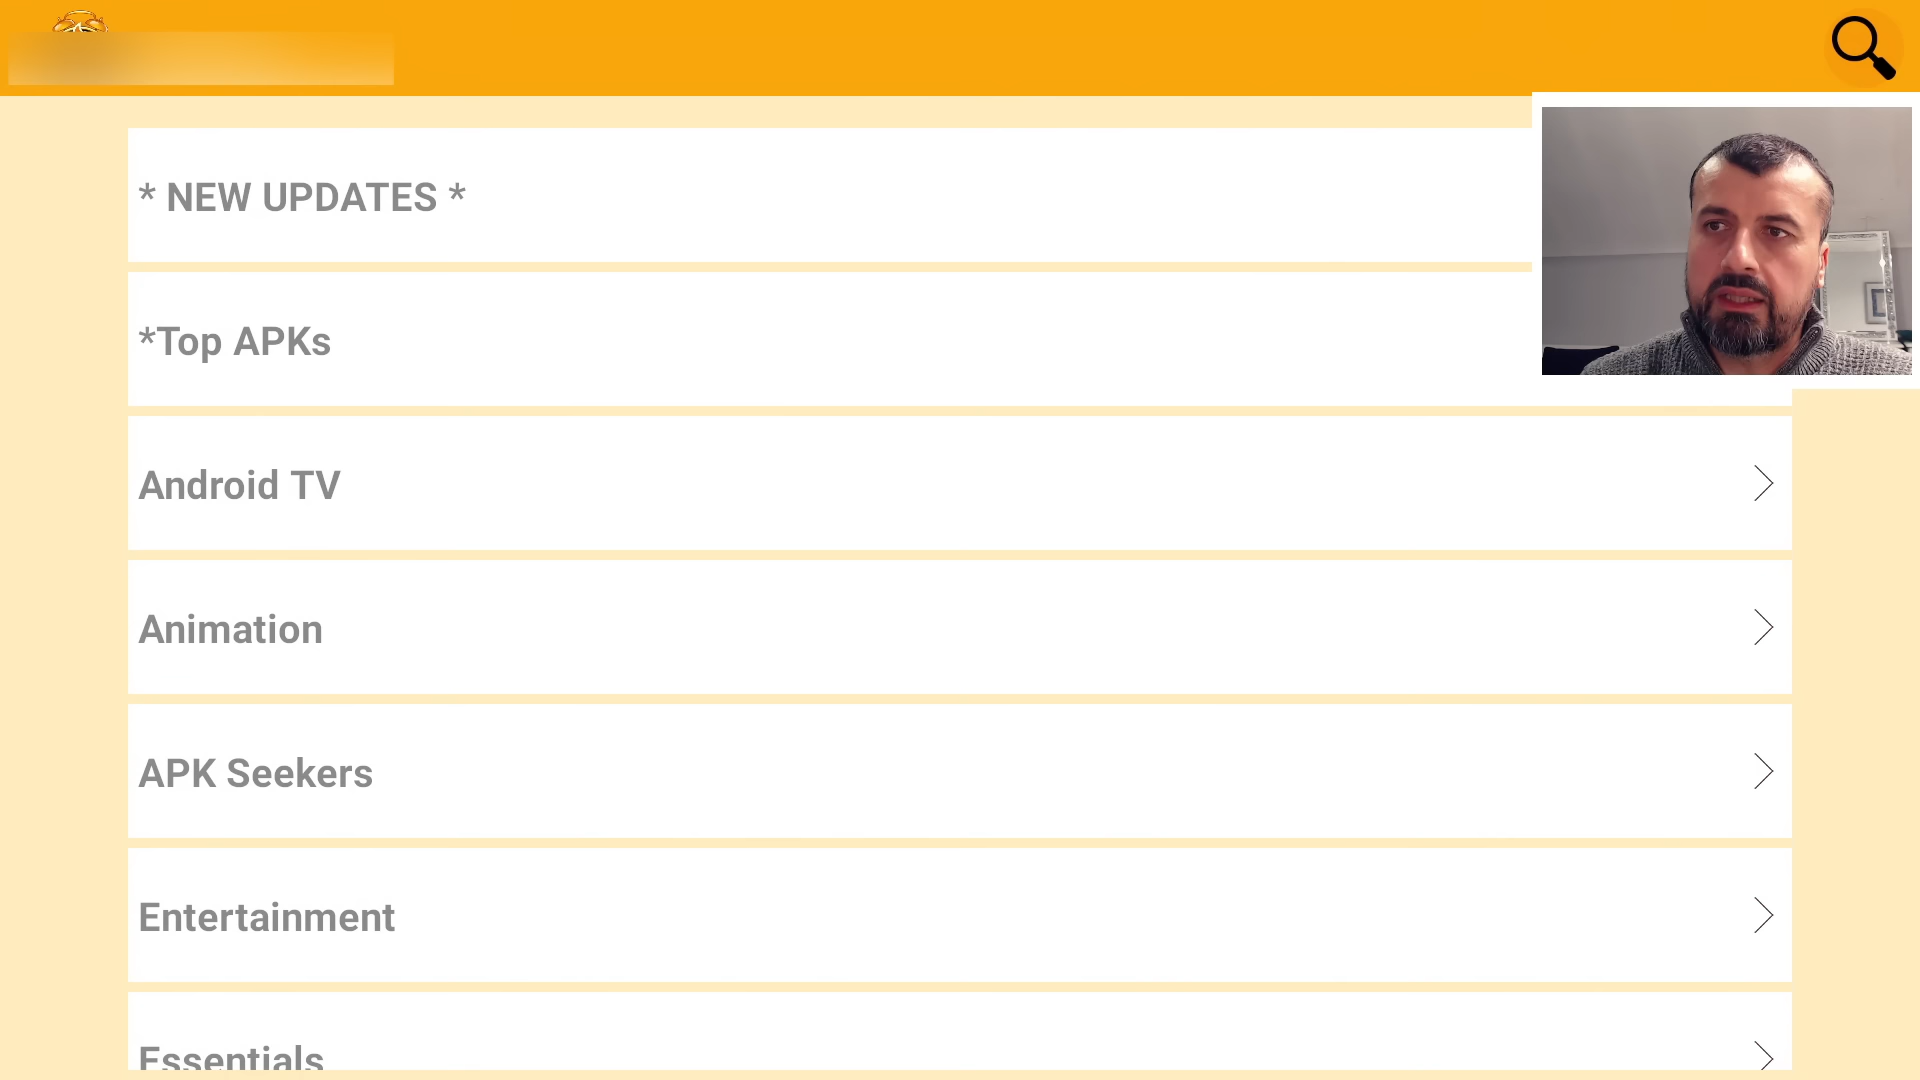 * NEW UPDATES *
*Top APKs
Android TV
Animation
APK Seekers
Entertainment
Essentials